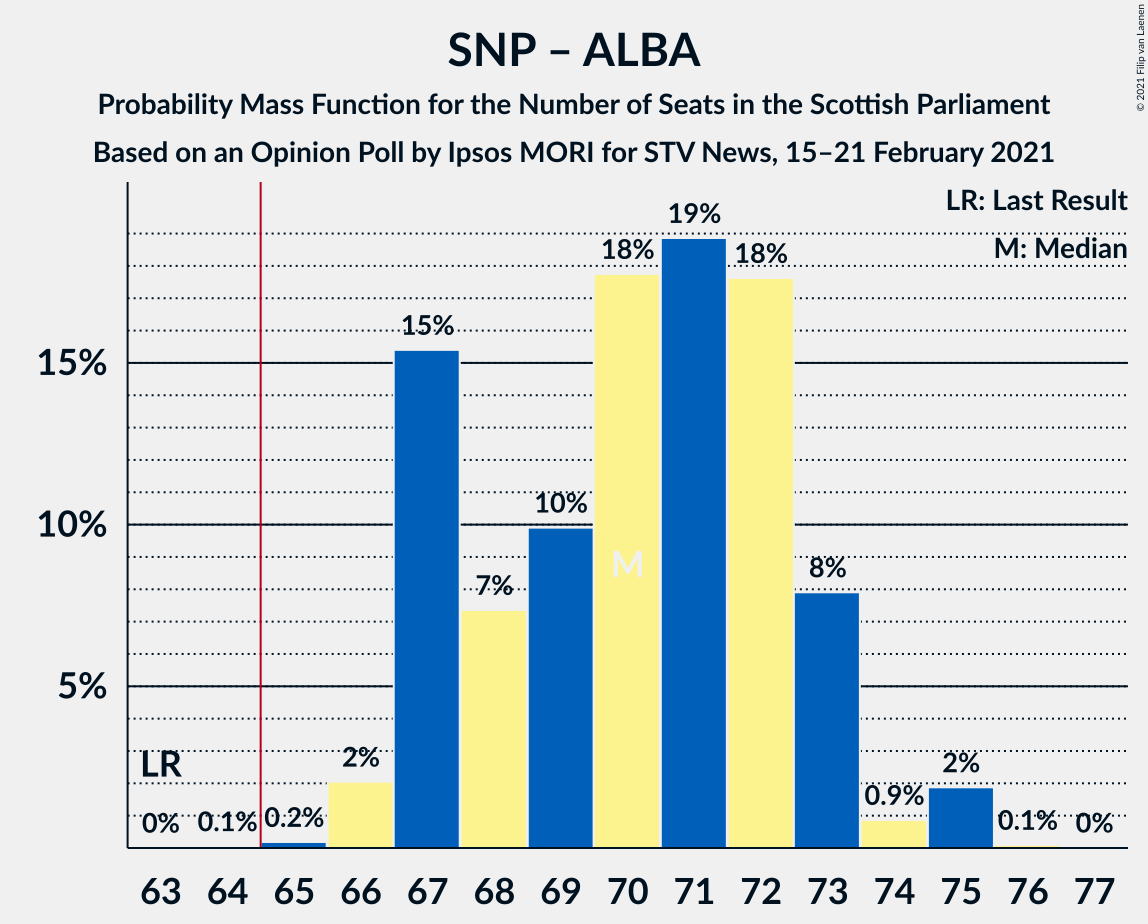 SNP – ALBA
Probability Mass Function for the Number of Seats in the Scottish Parliament
Based on an Opinion Poll by Ipsos MORI for STV News, 15–21 February 2021
© 2021 Filip van Laenen
LR: Last Result
M: Median
15%
10%
5%
LR
0%
0.1%
0.2%
2%
15%
7%
10%
18%
M
19%
18%
8%
0.9%
2%
0.1%
0%
63 64 65 66 67 68 69 70 71 72 73 74 75 76 77